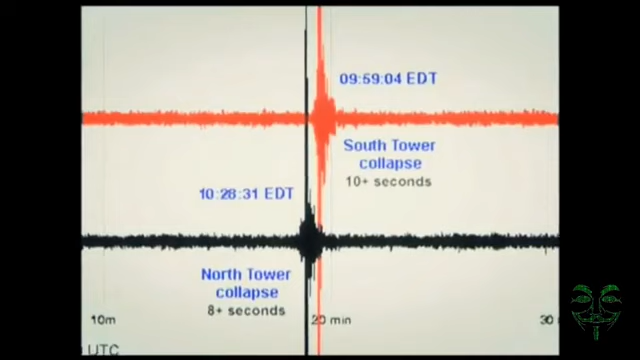 09:59:04 EDT
South Tower
collapse
10+ seconds
10:28:31 EDT
North Tower
collapse
8+ seconds
10m
20 min
30
UTC